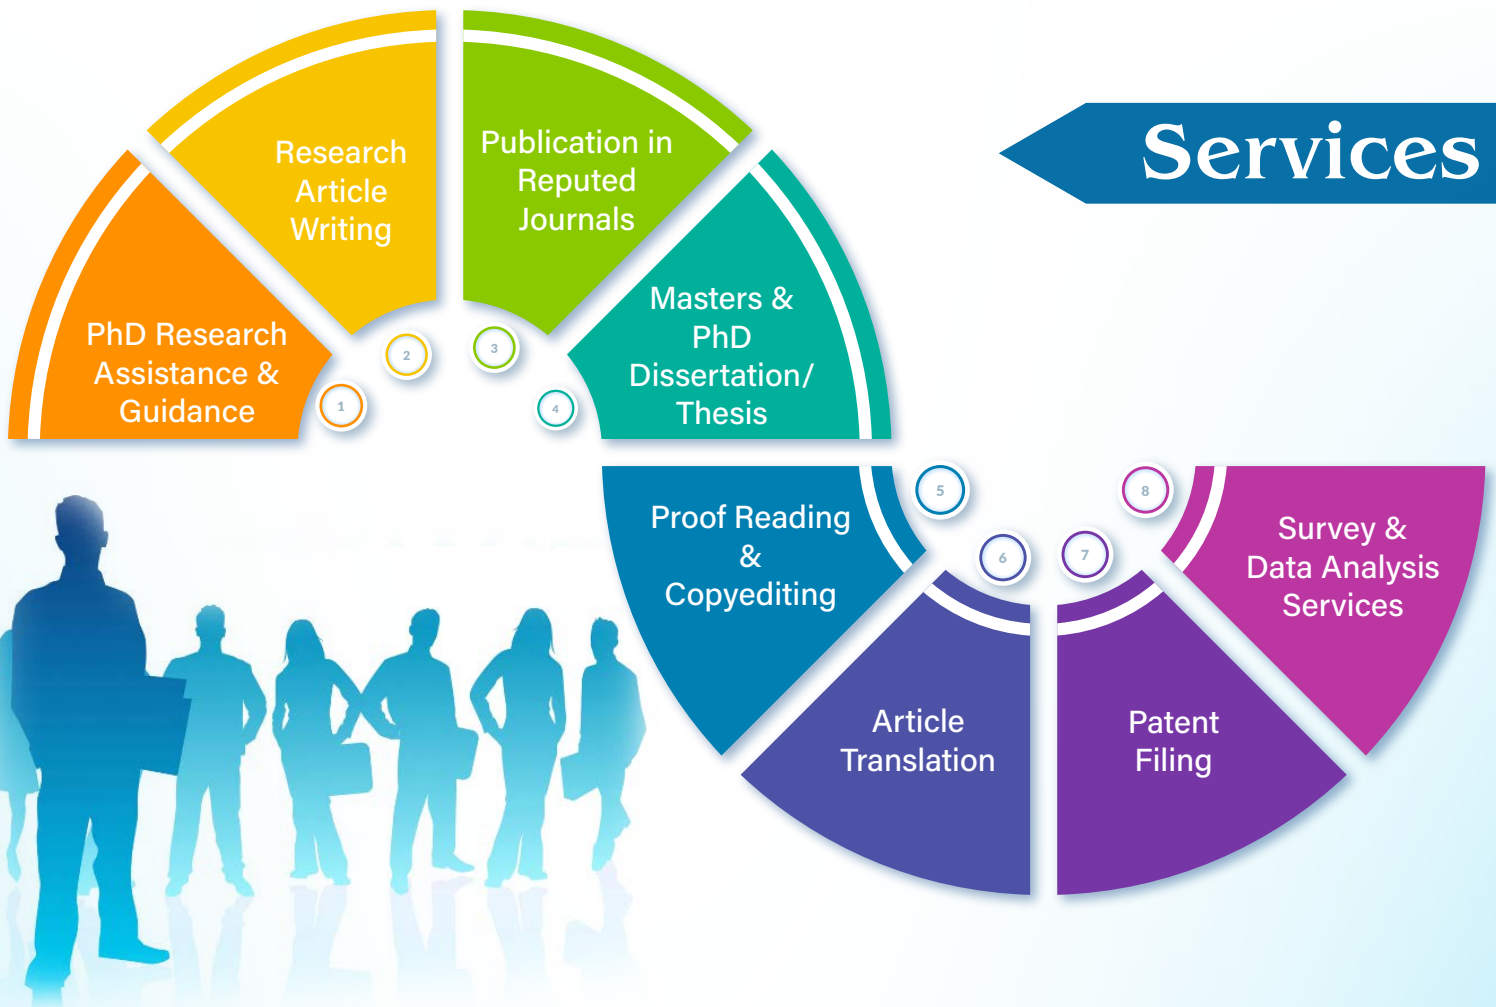 Services
PhD Research
Assistance &
Guidance
1
Research
Article
Writing
2
Publication in
Reputed
Journals
3
Masters &
PhD
Dissertation/
Thesis
4
Proof Reading
&
Copyediting
5
Article
Translation
6
Patent
Filing
7
Survey &
Data Analysis
Services
8